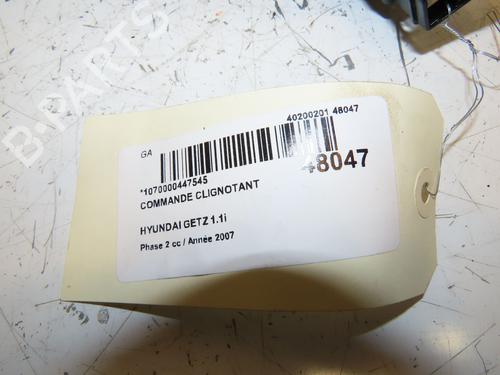 B-PARTS
GA
40200201 48047
48047
*1070000447545
COMMANDE CLIGNOTANT
HYUNDAI GETZ 1.1i
Phase 2 cc / Année 2007